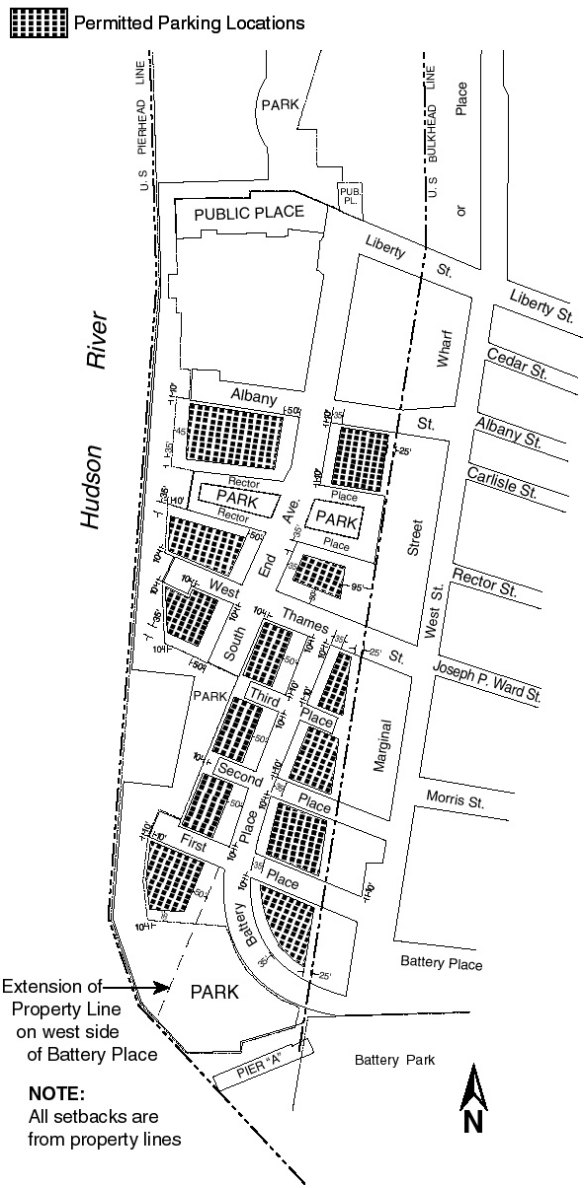 Permitted Parking Locations
U.S PIERHEAD LINE
PARK
U.S BULKHEAD LINE
Place
or
PUB.
PL.
PUBLIC PLACE
Liberty
St.
Liberty St.
Hudson River
Wharf
Cedar St.
Albany
St.
Albany St.
Carlisle St.
Rector
PARK
Rector
Place
PARK
Place
Ave.
End
South
Street
West St.
Rector St.
West
Thames
St.
Joseph P. Ward St.
PARK
Third
Place
Marginal
Second
Place
Morris St.
Place
First
Place
Battery
Battery Place
Extension of
Property Line
on west side
of Battery Place
PARK
PIER "A"
Battery Park
NOTE:
All setbacks are
from property lines
N